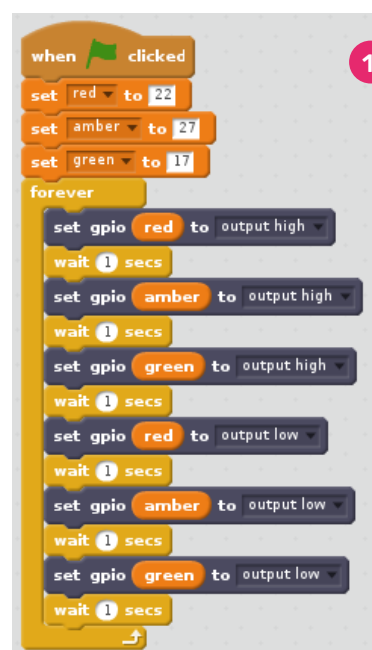 when clicked
1
set red to 22
set amber to 27
set green to 17
forever
set gpio red to output high
wait 1 secs
set gpio amber to output high
wait 1 secs
set gpio green to output high
wait 1 secs
set gpio red to output low
wait 1 secs
set gpio amber to output low
wait 1 secs
set gpio green to output low
wait 1 secs